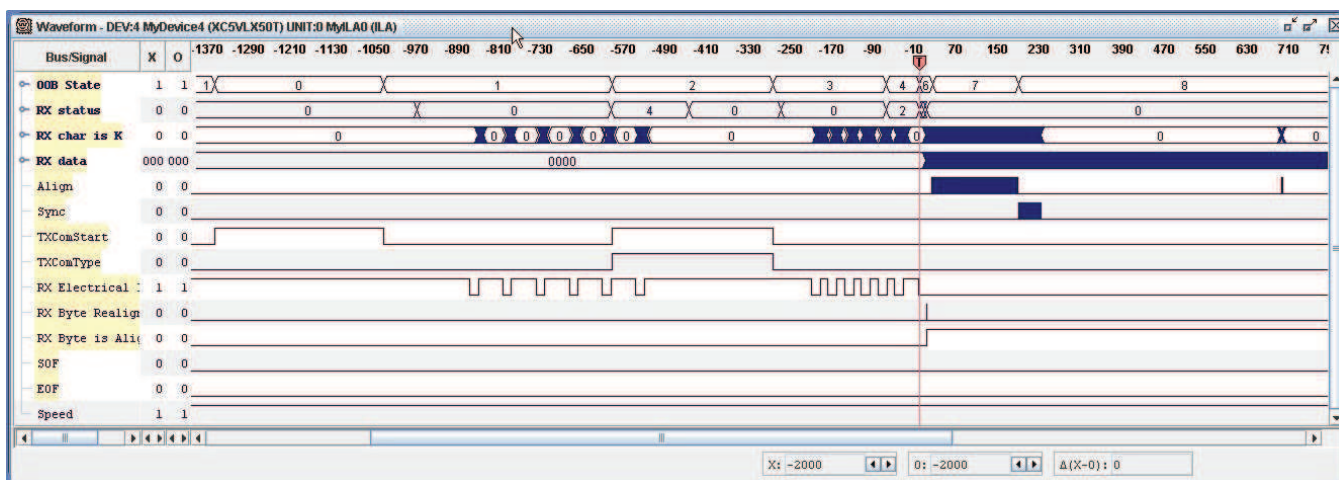 Waveform - DEV:4 MyDevice4 (XC5VLX50T) UNIT:0 MyILA0 (ILA)
Bus/Signal X O -1370 -1290 -1210 -1130 -1050 -970 -890 -810 -730 -650 -570 -490 -410 -330 -250 -170 -90 -10 70 150 230 310 390 470 550 630 710 79
T
OOB State 1 1 1 0 1 2 3 4 6 7 8
RX status 0 0 0 0 4 0 0 2 0
RX char is K 0 0 0 0 0 0 0 0 0 0 0 0
RX data 000 000 0000
Align 0 0
Sync 0 0
TXComStart 0 0
TXComType 0 0
RX Electrical 1 1
RX Byte Realign 0 0
RX Byte is Ali 0 0
SOF 0 0
EOF 0 0
Speed 1 1
X: -2000 O: -2000 Δ(X-O): 0